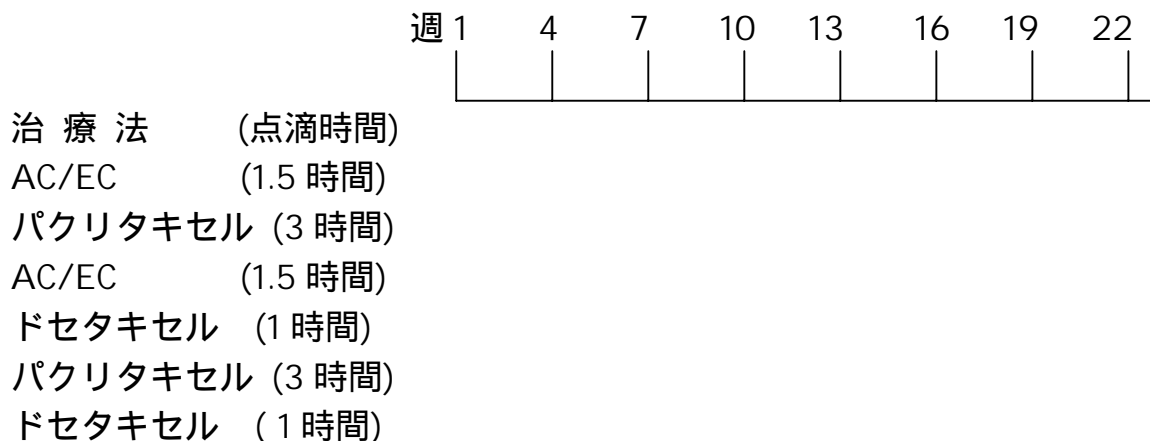 週 1 4 7 10 13 16 19 22
治 療 法 (点滴時間)
AC/EC (1.5 時間)
パクリタキセル (3 時間)
AC/EC (1.5 時間)
ドセタキセル (1 時間)
パクリタキセル (3 時間)
ドセタキセル ( 1 時間)